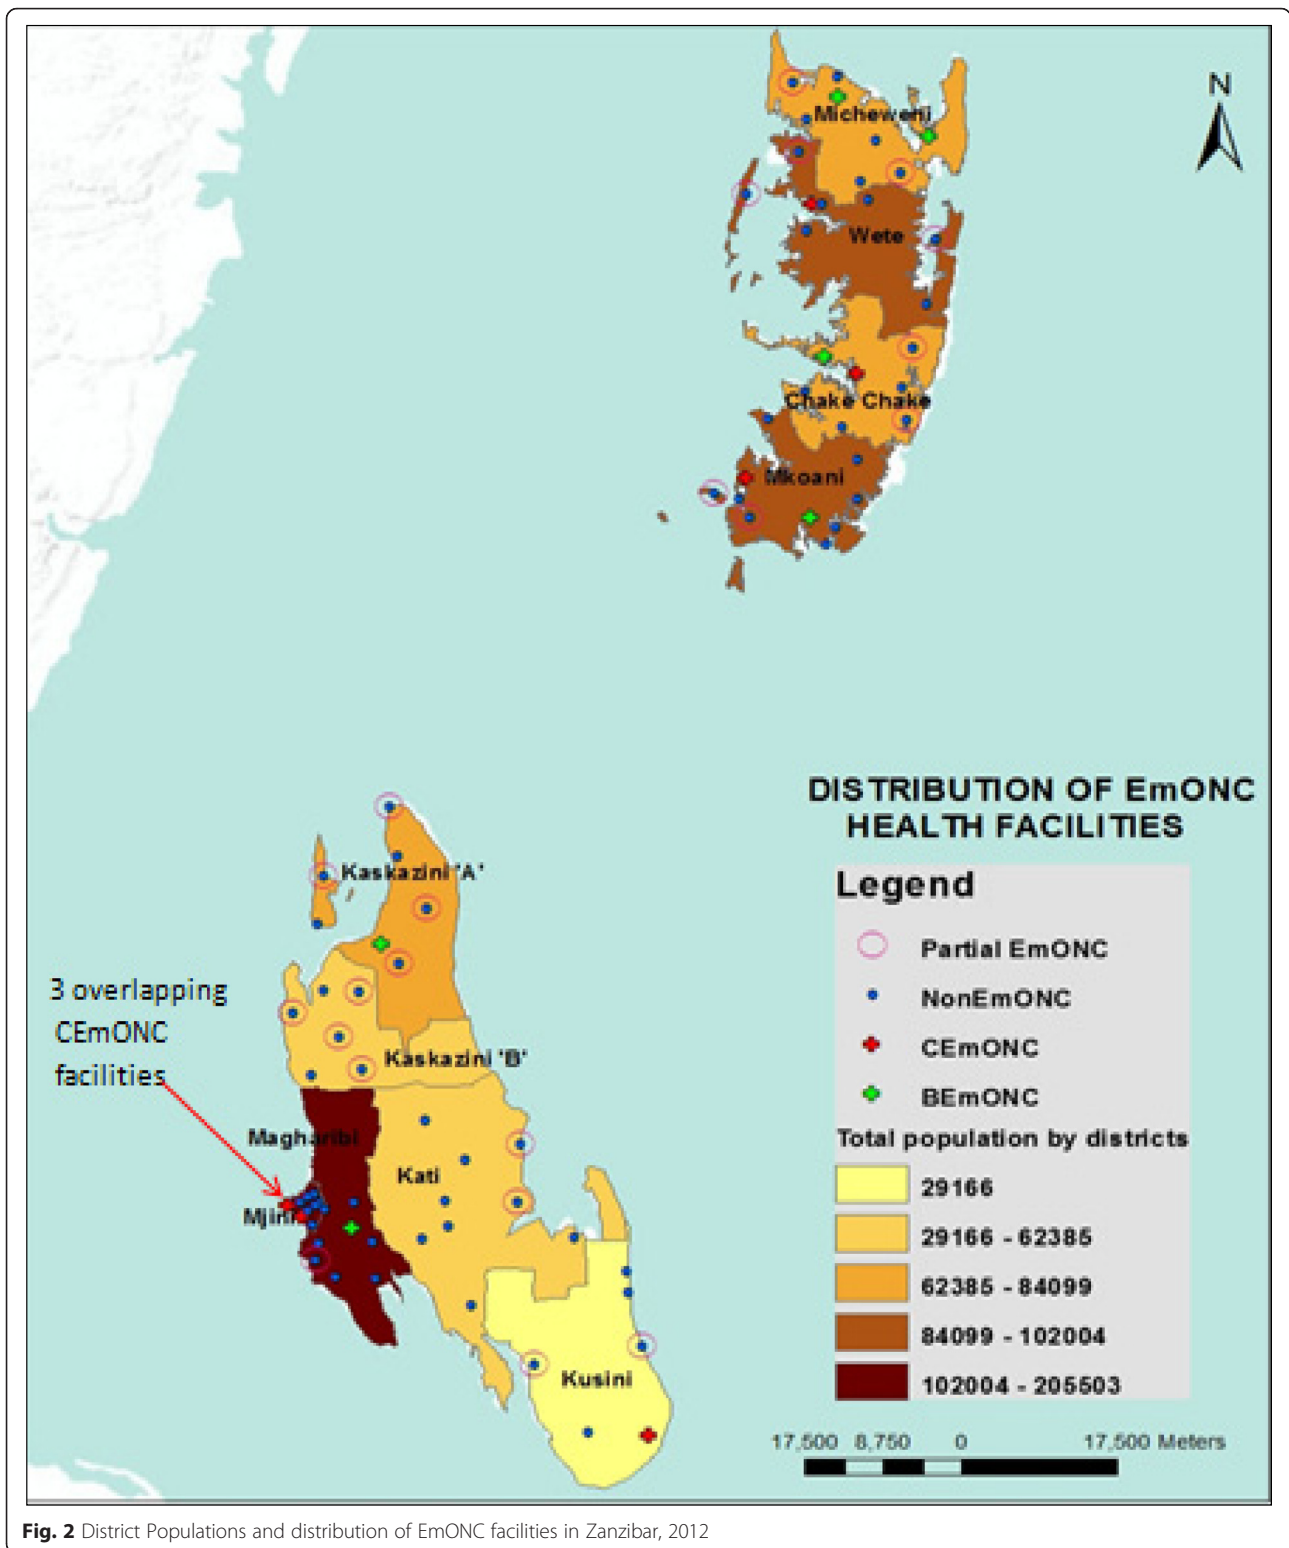 N
Micheweni
Wete
Chake Chake
Mkoani
DISTRIBUTION OF EmONC
HEALTH FACILITIES
Legend
Partial EmONC
NonEmONC
CEmONC
BEmONC
Total population by districts
29166
29166 - 62385
62385 - 84099
84099 - 102004
102004 - 205503
17,500 8,750 0 17,500 Meters
Kaskazini 'A'
3 overlapping
CEmONC
facilities
Kaskazini 'B'
Magharibi
Kati
Mjini
Kusini
Fig. 2 District Populations and distribution of EmONC facilities in Zanzibar, 2012